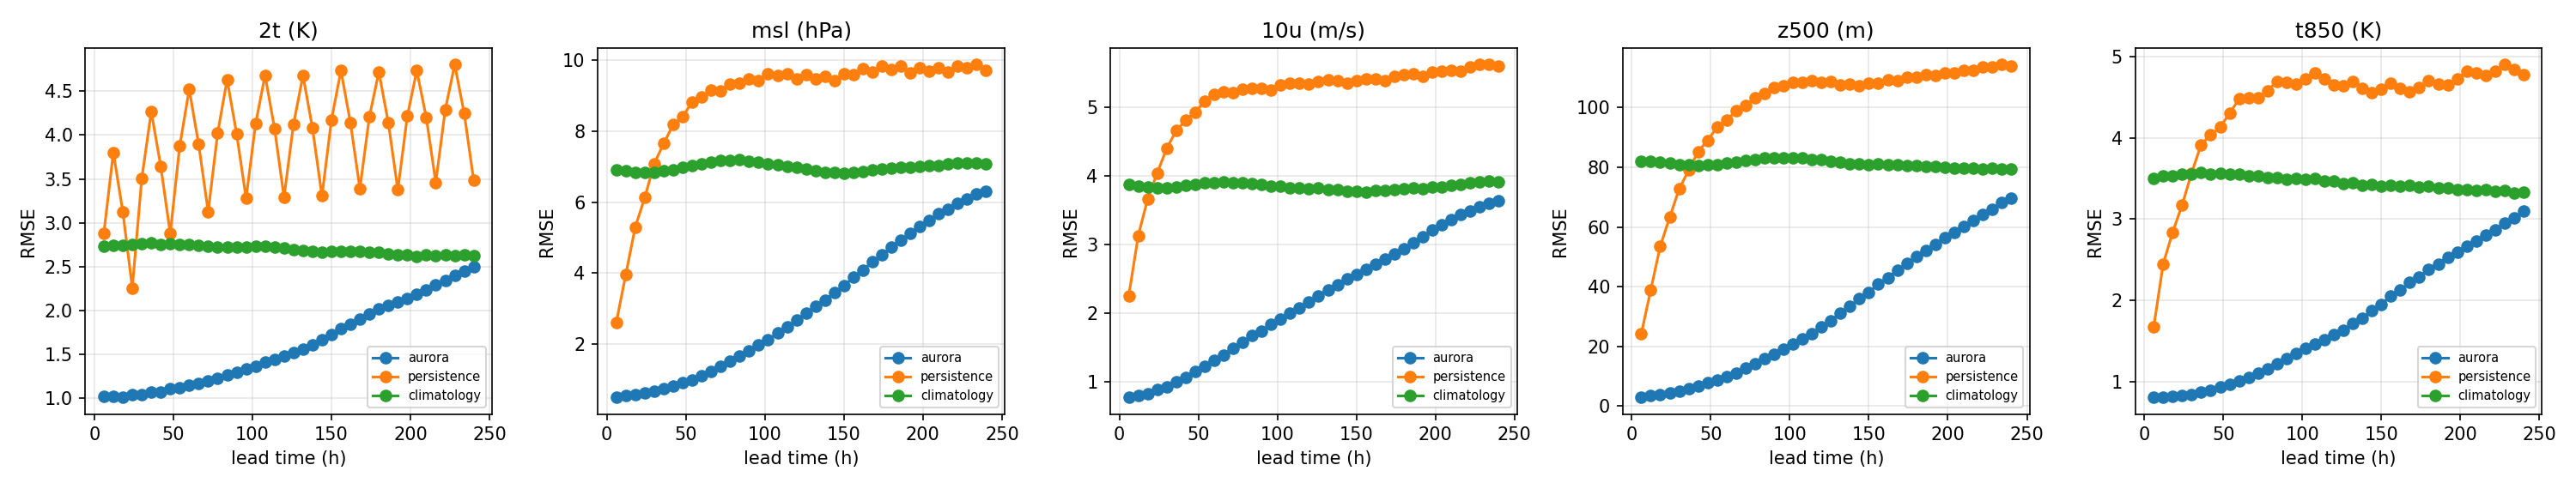 2t (K)
RMSE
4.5
4.0
3.5
3.0
2.5
2.0
1.5
1.0
0 50 100 150 200 250
lead time (h)
aurora
persistence
climatology
msl (hPa)
RMSE
10
8
6
4
2
0 50 100 150 200 250
lead time (h)
aurora
persistence
climatology
10u (m/s)
RMSE
5
4
3
2
1
0 50 100 150 200 250
lead time (h)
aurora
persistence
climatology
z500 (m)
RMSE
100
80
60
40
20
0
0 50 100 150 200 250
lead time (h)
aurora
persistence
climatology
t850 (K)
RMSE
5
4
3
2
1
0 50 100 150 200 250
lead time (h)
aurora
persistence
climatology